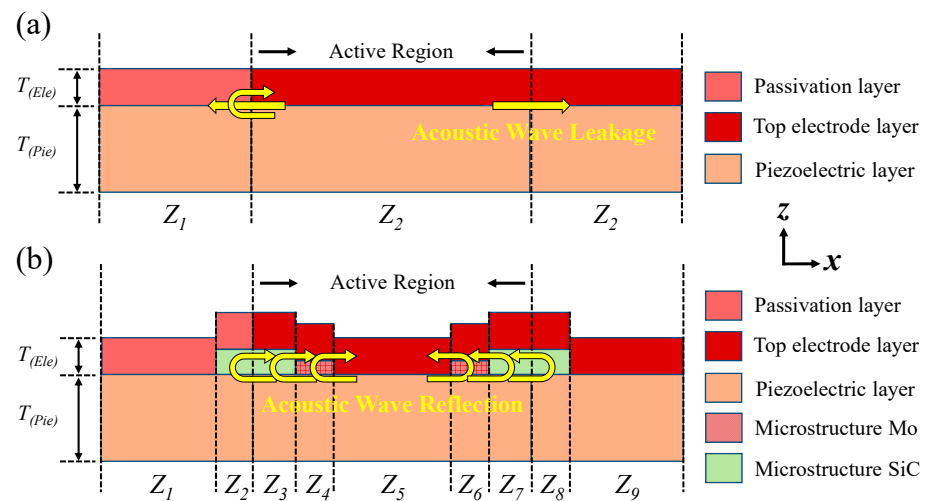 (a)
Active Region
T(Ele)
T(Pie)
Acoustic Wave Leakage
Z1 Z2 Z2
Passivation layer
Top electrode layer
Piezoelectric layer
z
x
(b)
Active Region
T(Ele)
T(Pie)
Acoustic Wave Reflection
Z1 Z2 Z3 Z4 Z5 Z6 Z7 Z8 Z9
Passivation layer
Top electrode layer
Piezoelectric layer
Microstructure Mo
Microstructure SiC